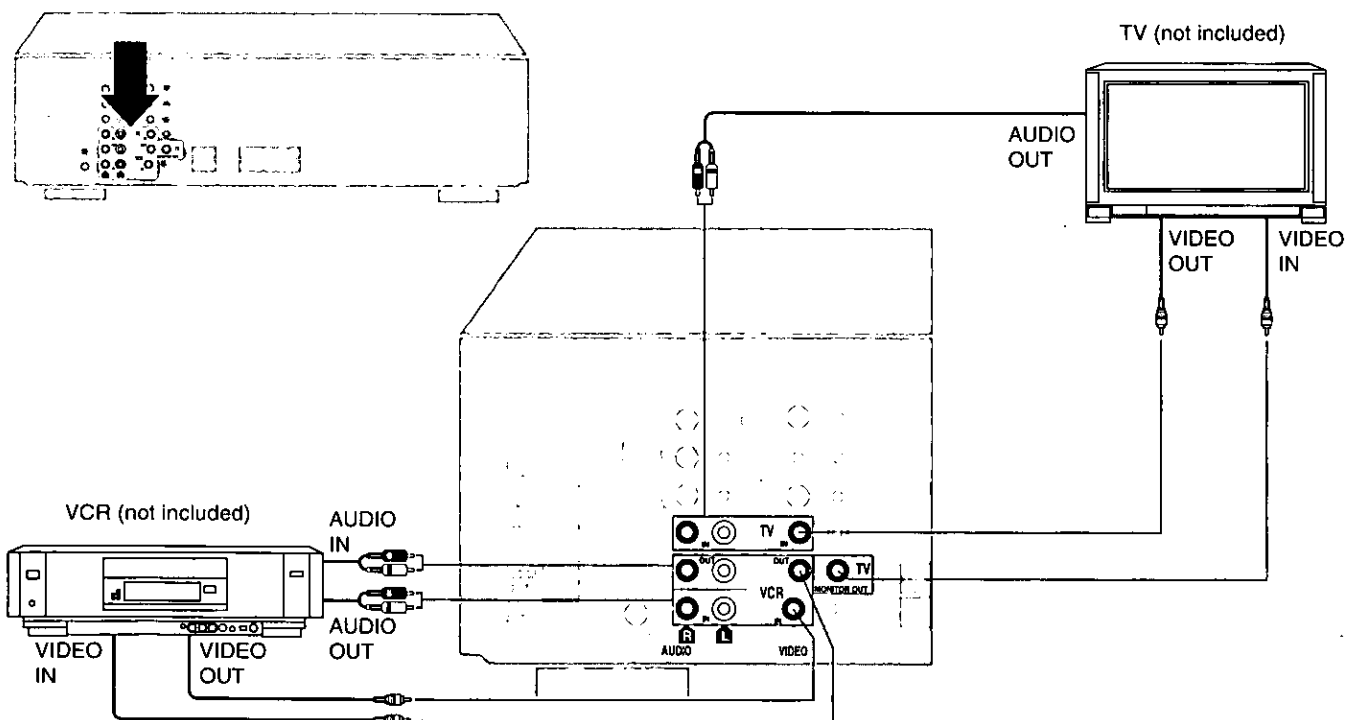 TV (not included)
AUDIO
OUT
VIDEO
OUT
VIDEO
IN
VCR (not included)
AUDIO
IN
AUDIO
OUT
VIDEO
IN
VIDEO
OUT
IN
TV
IN
OUT
OUT
TV
MONITOR OUT
VCR
IN
IN
R
L
AUDIO
VIDEO